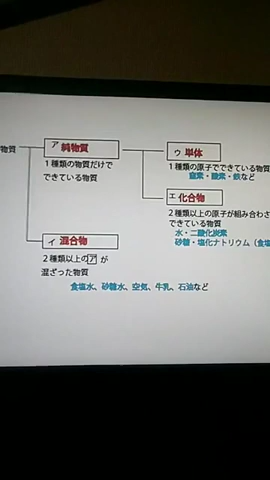 物質
ア 純物質
1種類の物質だけで
できている物質
ウ 単体
1種類の原子でできている物質
窒素・酸素・鉄など
エ 化合物
2種類以上の原子が組み合わさ
できている物質
水・二酸化炭素
砂糖・塩化ナトリウム（食塩
イ 混合物
2種類以上の ア が
混ざった物質
食塩水、砂糖水、空気、牛乳、石油など